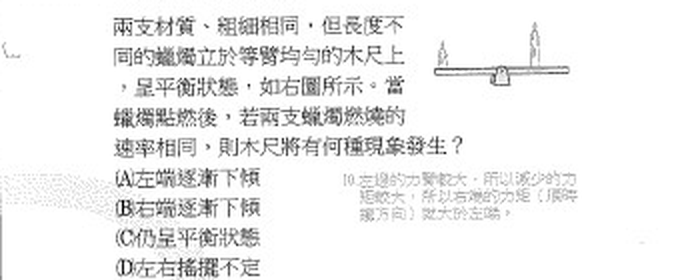 兩支材質、粗細相同，但長度不
同的蠟燭立於等臂均勻的木尺上
，呈平衡狀態，如右圖所示。當
蠟燭點燃後，若兩支蠟燭燃燒的
速率相同，則木尺將有何種現象發生？
(A)左端逐漸下傾
(B)右端逐漸下傾
(C)仍呈平衡狀態
(D)左右搖擺不定
10.左邊的力臂較大，所以減少的力
矩較大，所以右端的力矩（順時
鐘方向）就大於左端。